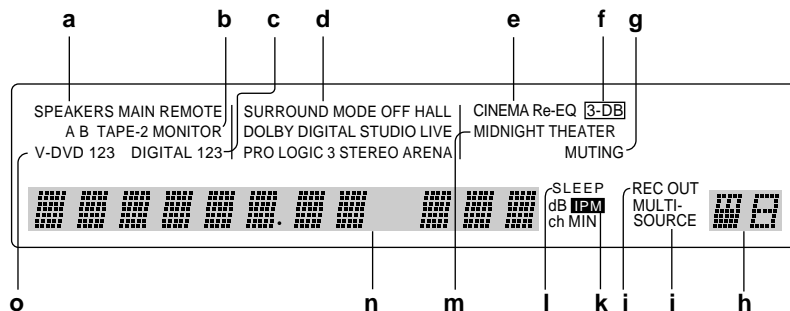 a b c d e f g
SPEAKERS MAIN REMOTE SURROUND MODE OFF HALL CINEMA Re-EQ 3-DB
A B TAPE-2 MONITOR DOLBY DIGITAL STUDIO LIVE MIDNIGHT THEATER
V-DVD 123 DIGITAL 123 PRO LOGIC 3 STEREO ARENA MUTING
SLEEP REC OUT
dB IPM MULTI-
ch MIN SOURCE
o n m l k j i h